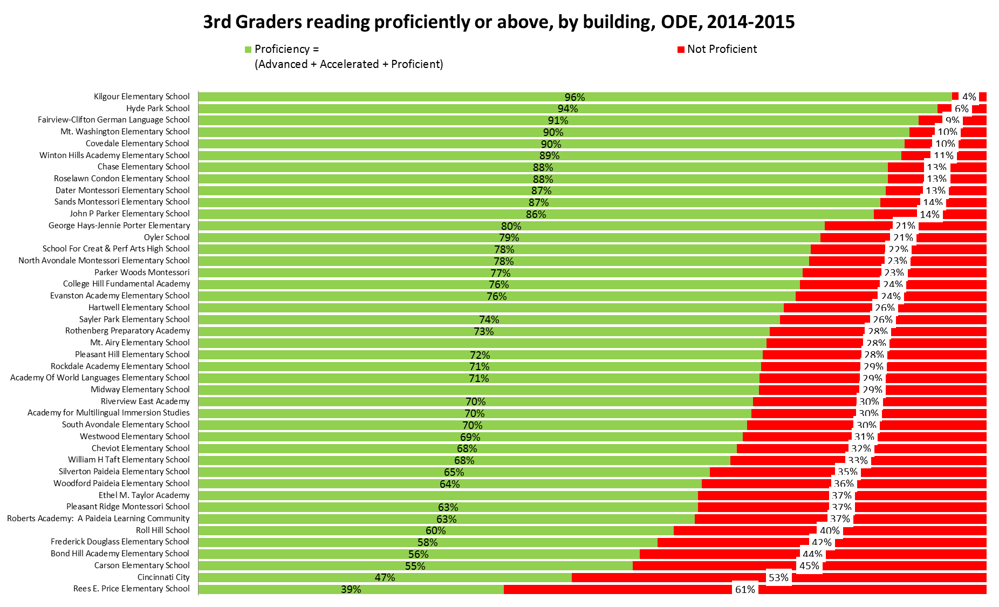 3rd Graders reading proficiently or above, by building, ODE, 2014-2015
Proficiency =
(Advanced + Accelerated + Proficient)
Not Proficient
Kilgour Elementary School 96% 4%
Hyde Park School 94% 6%
Fairview-Clifton German Language School 91% 9%
Mt. Washington Elementary School 90% 10%
Covedale Elementary School 90% 10%
Winton Hills Academy Elementary School 89% 11%
Chase Elementary School 88% 13%
Roselawn Condon Elementary School 88% 13%
Dater Montessori Elementary School 87% 13%
Sands Montessori Elementary School 87% 14%
John P Parker Elementary School 86% 14%
George Hays-Jennie Porter Elementary 80% 21%
Oyler School 79% 21%
School For Creat & Perf Arts High School 78% 22%
North Avondale Montessori Elementary School 78% 23%
Parker Woods Montessori 77% 23%
College Hill Fundamental Academy 76% 24%
Evanston Academy Elementary School 76% 24%
Hartwell Elementary School 26%
Sayler Park Elementary School 74% 26%
Rothenberg Preparatory Academy 73% 28%
Mt. Airy Elementary School 28%
Pleasant Hill Elementary School 72% 28%
Rockdale Academy Elementary School 71% 29%
Academy Of World Languages Elementary School 71% 29%
Midway Elementary School 29%
Riverview East Academy 70% 30%
Academy for Multilingual Immersion Studies 70% 30%
South Avondale Elementary School 70% 30%
Westwood Elementary School 69% 31%
Cheviot Elementary School 68% 32%
William H Taft Elementary School 68% 33%
Silverton Paideia Elementary School 65% 35%
Woodford Paideia Elementary School 64% 36%
Ethel M. Taylor Academy 37%
Pleasant Ridge Montessori School 63% 37%
Roberts Academy: A Paideia Learning Community 63% 37%
Roll Hill School 60% 40%
Frederick Douglass Elementary School 58% 42%
Bond Hill Academy Elementary School 56% 44%
Carson Elementary School 55% 45%
Cincinnati City 47% 53%
Rees E. Price Elementary School 39% 61%